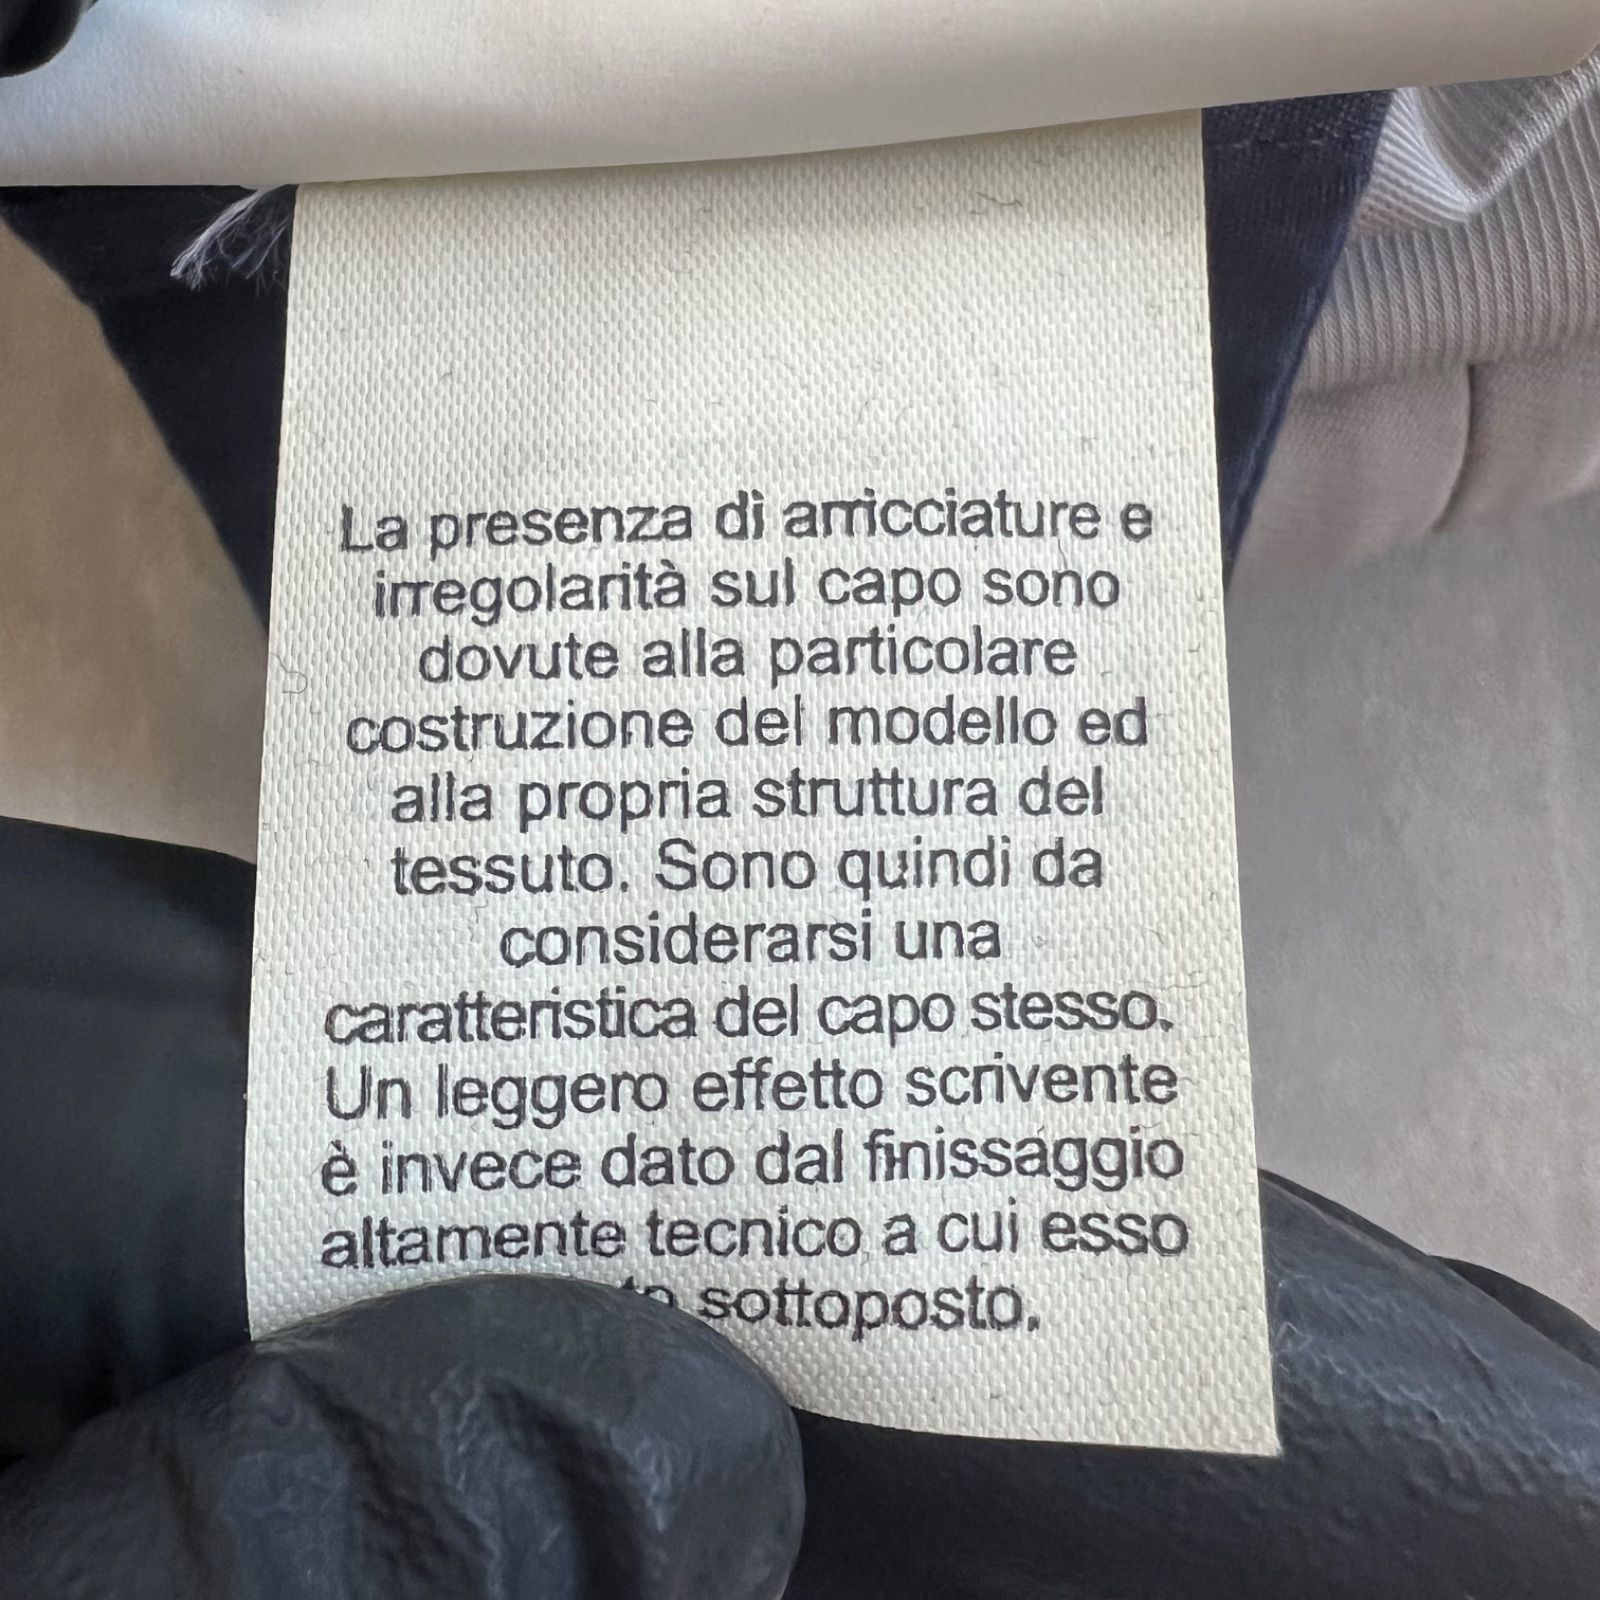 La presenza di arricciature e
irregolarità sul capo sono
dovute alla particolare
costruzione del modello ed
alla propria struttura del
tessuto. Sono quindi da
considerarsi una
caratteristica del capo stesso.
Un leggero effetto scrivente
è invece dato dal finissaggio
altamente tecnico a cui esso
sottoposto.